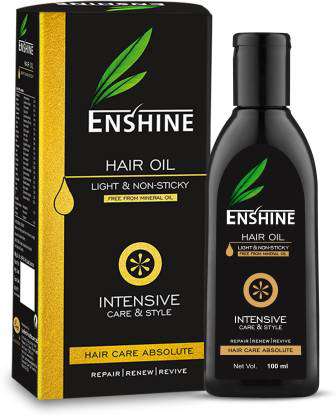 ENSHINE
HAIR OIL
LIGHT & NON-STICKY
FREE FROM MINERAL OIL
INTENSIVE
CARE & STYLE
HAIR CARE ABSOLUTE
REPAIR | RENEW | REVIVE
ENSHINE
HAIR OIL
LIGHT & NON-STICKY
FREE FROM MINERAL OIL
INTENSIVE
CARE & STYLE
REPAIR | RENEW | REVIVE
HAIR CARE ABSOLUTE
Net Vol. 100 ml